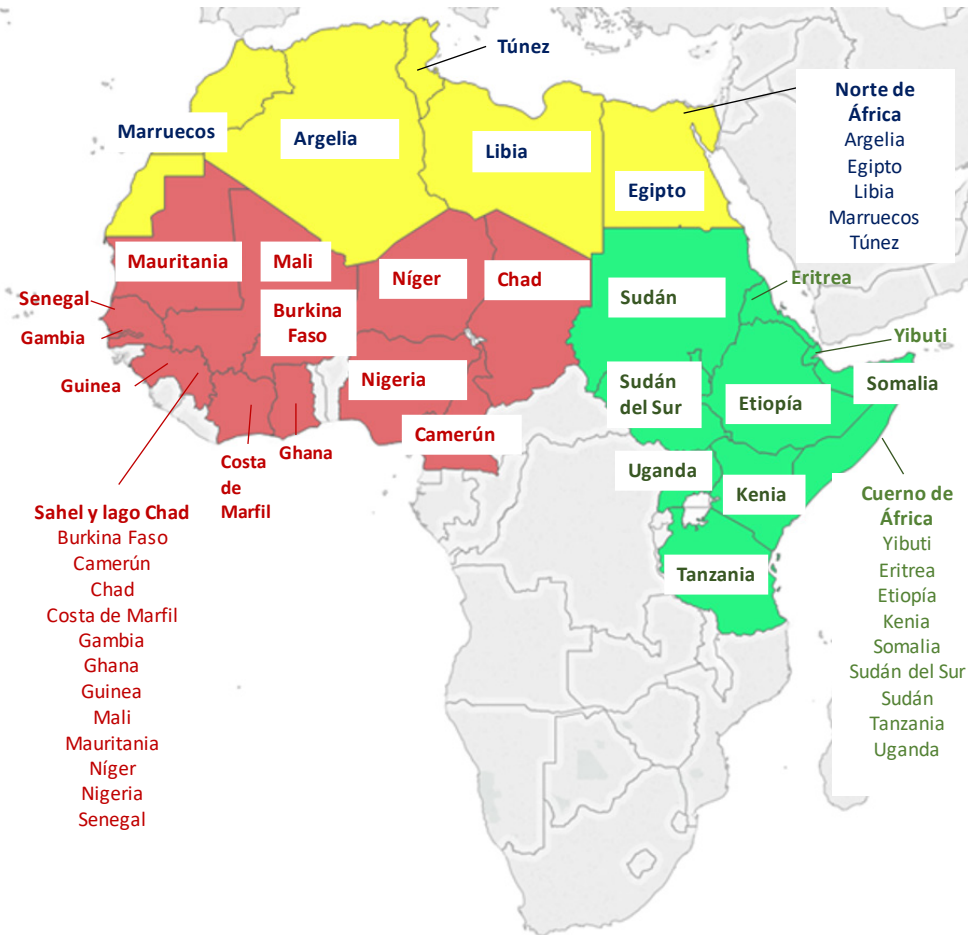 Túnez
Norte de
África
Argelia
Egipto
Libia
Marruecos
Túnez
Marruecos
Argelia
Libia
Egipto
Mauritania
Mali
Níger
Chad
Sudán
Eritrea
Senegal
Gambia
Burkina
Faso
Yibuti
Guinea
Nigeria
Sudán
del Sur
Etiopía
Somalia
Camerún
Ghana
Costa
de
Marfil
Uganda
Kenia
Tanzania
Sahel y lago Chad
Burkina Faso
Camerún
Chad
Costa de Marfil
Gambia
Ghana
Guinea
Mali
Mauritania
Níger
Nigeria
Senegal
Cuerno de
África
Yibuti
Eritrea
Etiopía
Kenia
Somalia
Sudán del Sur
Sudán
Tanzania
Uganda